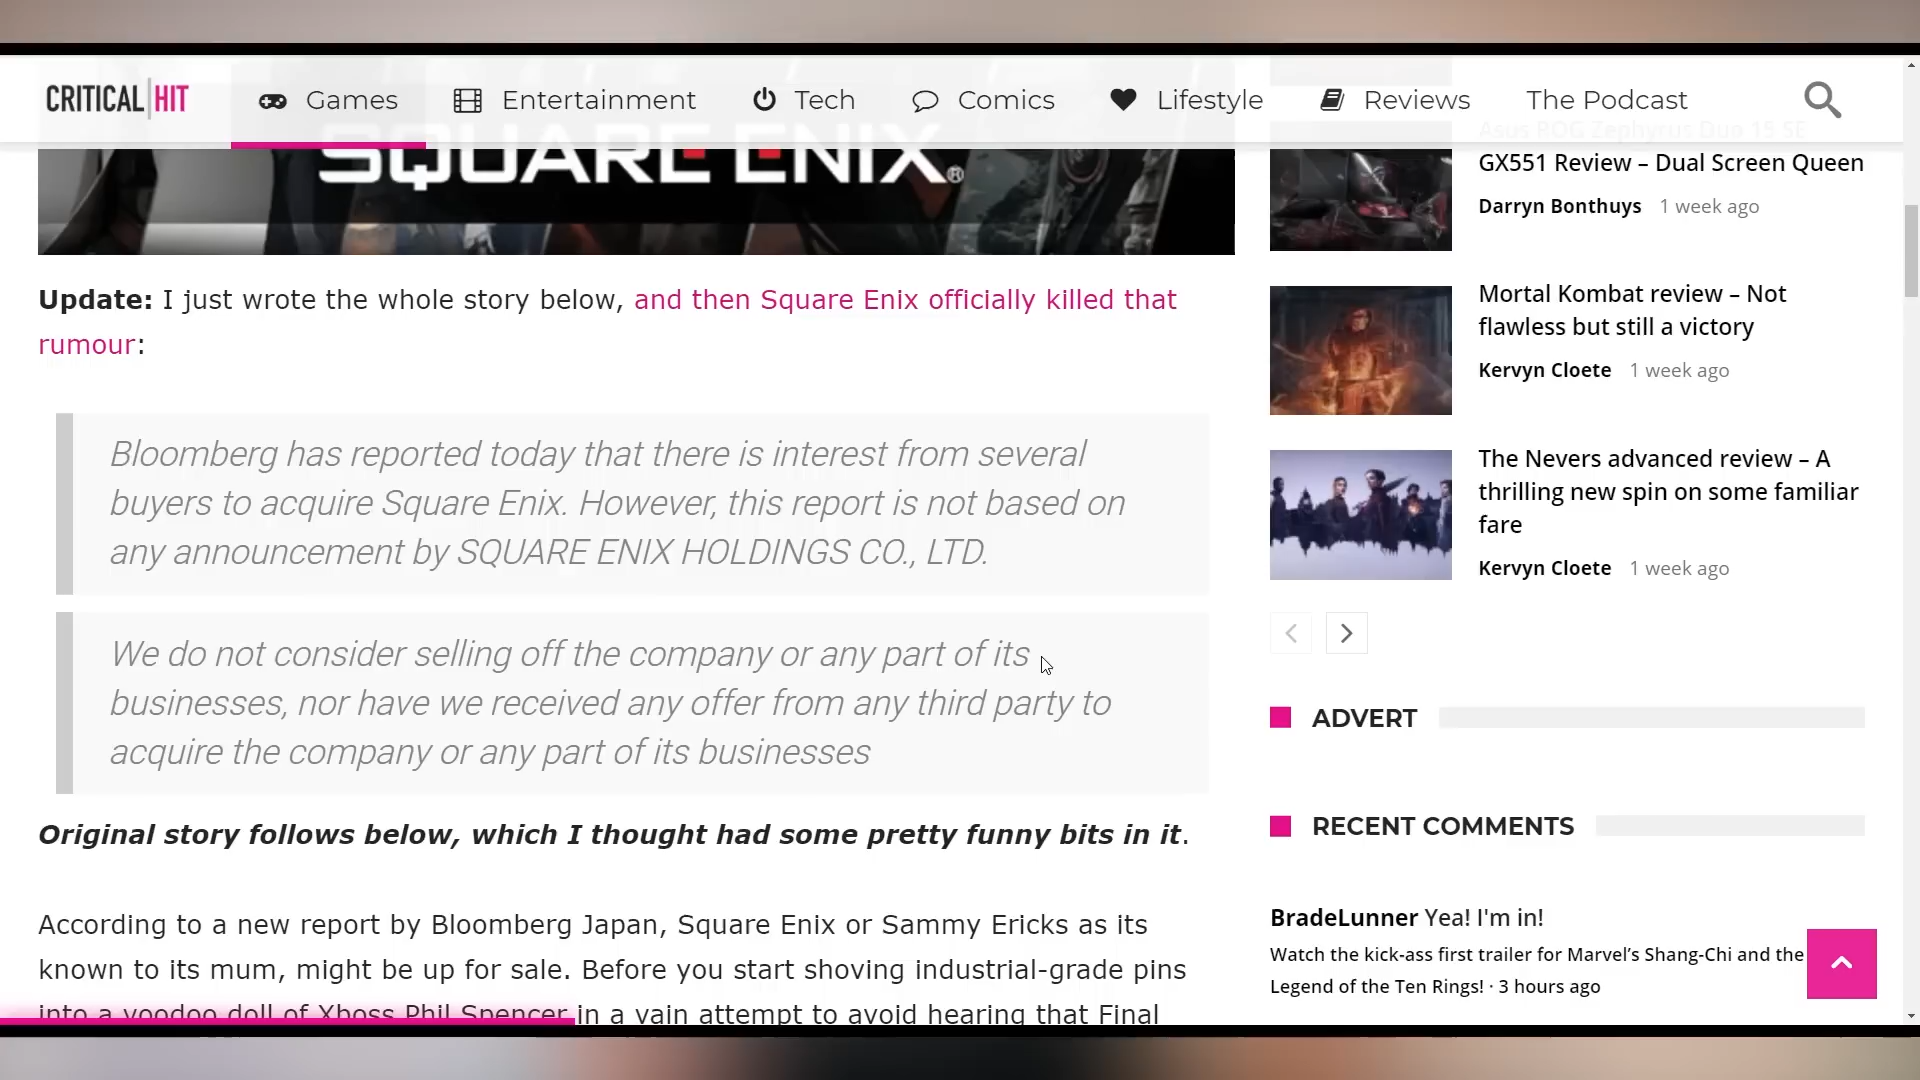 CRITICAL HIT
Games
Entertainment
Tech
Comics
Lifestyle
Reviews
The Podcast
SQUARE ENIX®
Update: I just wrote the whole story below, and then Square Enix officially killed that
rumour:
Bloomberg has reported today that there is interest from several
buyers to acquire Square Enix. However, this report is not based on
any announcement by SQUARE ENIX HOLDINGS CO., LTD.
We do not consider selling off the company or any part of its
businesses, nor have we received any offer from any third party to
acquire the company or any part of its businesses
Original story follows below, which I thought had some pretty funny bits in it.
According to a new report by Bloomberg Japan, Square Enix or Sammy Ericks as its
known to its mum, might be up for sale. Before you start shoving industrial-grade pins
into a voodoo doll of Xboss Phil Spencer in a vain attempt to avoid hearing that Final
Asus ROG Zephyrus Duo 15 SE
GX551 Review – Dual Screen Queen
Darryn Bonthuys 1 week ago
Mortal Kombat review – Not
flawless but still a victory
Kervyn Cloete 1 week ago
The Nevers advanced review – A
thrilling new spin on some familiar
fare
Kervyn Cloete 1 week ago
ADVERT
RECENT COMMENTS
BradeLunner Yea! I'm in!
Watch the kick-ass first trailer for Marvel’s Shang-Chi and the
Legend of the Ten Rings! · 3 hours ago